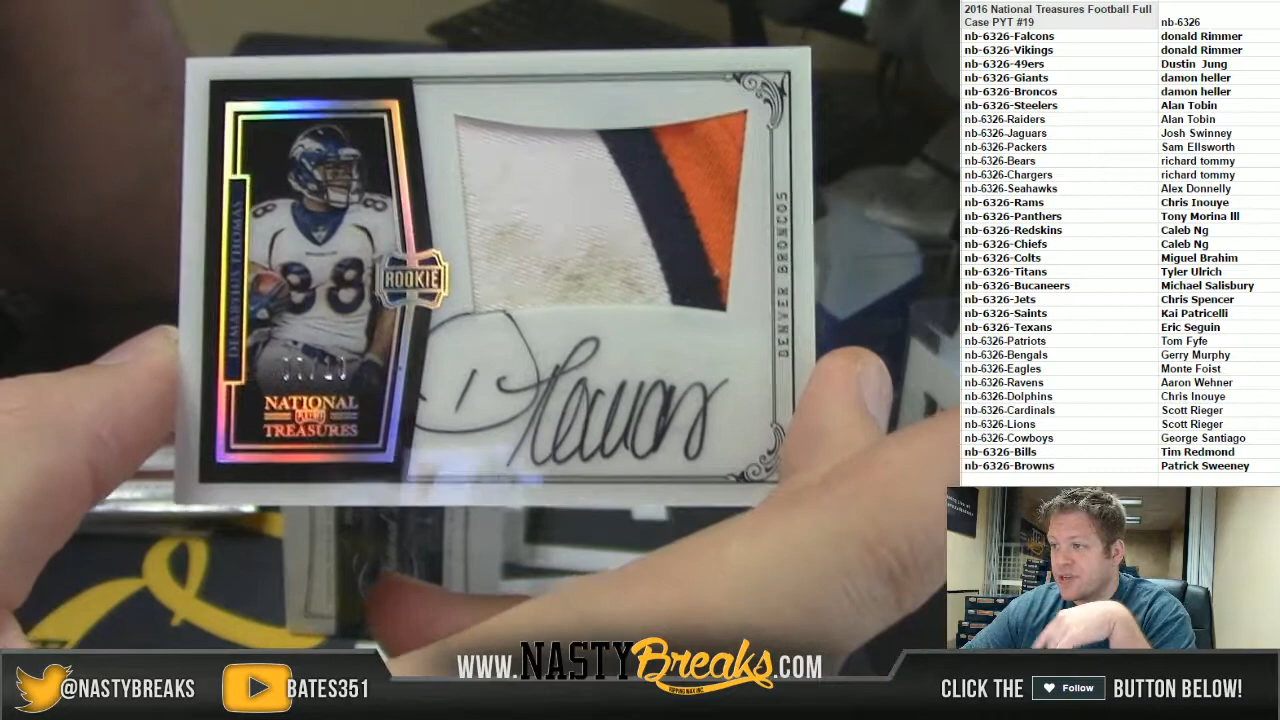 2016 National Treasures Football Full
Case PYT #19 nb-6326
nb-6326-Falcons donald Rimmer
nb-6326-Vikings donald Rimmer
nb-6326-49ers Dustin Jung
nb-6326-Giants damon heller
nb-6326-Broncos damon heller
nb-6326-Steelers Alan Tobin
nb-6326-Raiders Alan Tobin
nb-6326-Jaguars Josh Swinney
nb-6326-Packers Sam Ellsworth
nb-6326-Bears richard tommy
nb-6326-Chargers richard tommy
nb-6326-Seahawks Alex Donnelly
nb-6326-Rams Chris Inouye
nb-6326-Panthers Tony Morina III
nb-6326-Redskins Caleb Ng
nb-6326-Chiefs Caleb Ng
nb-6326-Colts Miguel Brahim
nb-6326-Titans Tyler Ulrich
nb-6326-Bucaneers Michael Salisbury
nb-6326-Jets Chris Spencer
nb-6326-Saints Kai Patricelli
nb-6326-Texans Eric Seguin
nb-6326-Patriots Tom Fyfe
nb-6326-Bengals Gerry Murphy
nb-6326-Eagles Monte Foist
nb-6326-Ravens Aaron Wehner
nb-6326-Dolphins Chris Inouye
nb-6326-Cardinals Scott Rieger
nb-6326-Lions Scott Rieger
nb-6326-Cowboys George Santiago
nb-6326-Bills Tim Redmond
nb-6326-Browns Patrick Sweeney
DEMARYIUS THOMAS
88
88
ROOKIE
NATIONAL
TREASURES
DENVER BRONCOS
D Thomas
@NASTYBREAKS
BATES351
WWW.NASTYBreaks.COM
RIPPING WAX INC.
CLICK THE Follow BUTTON BELOW!